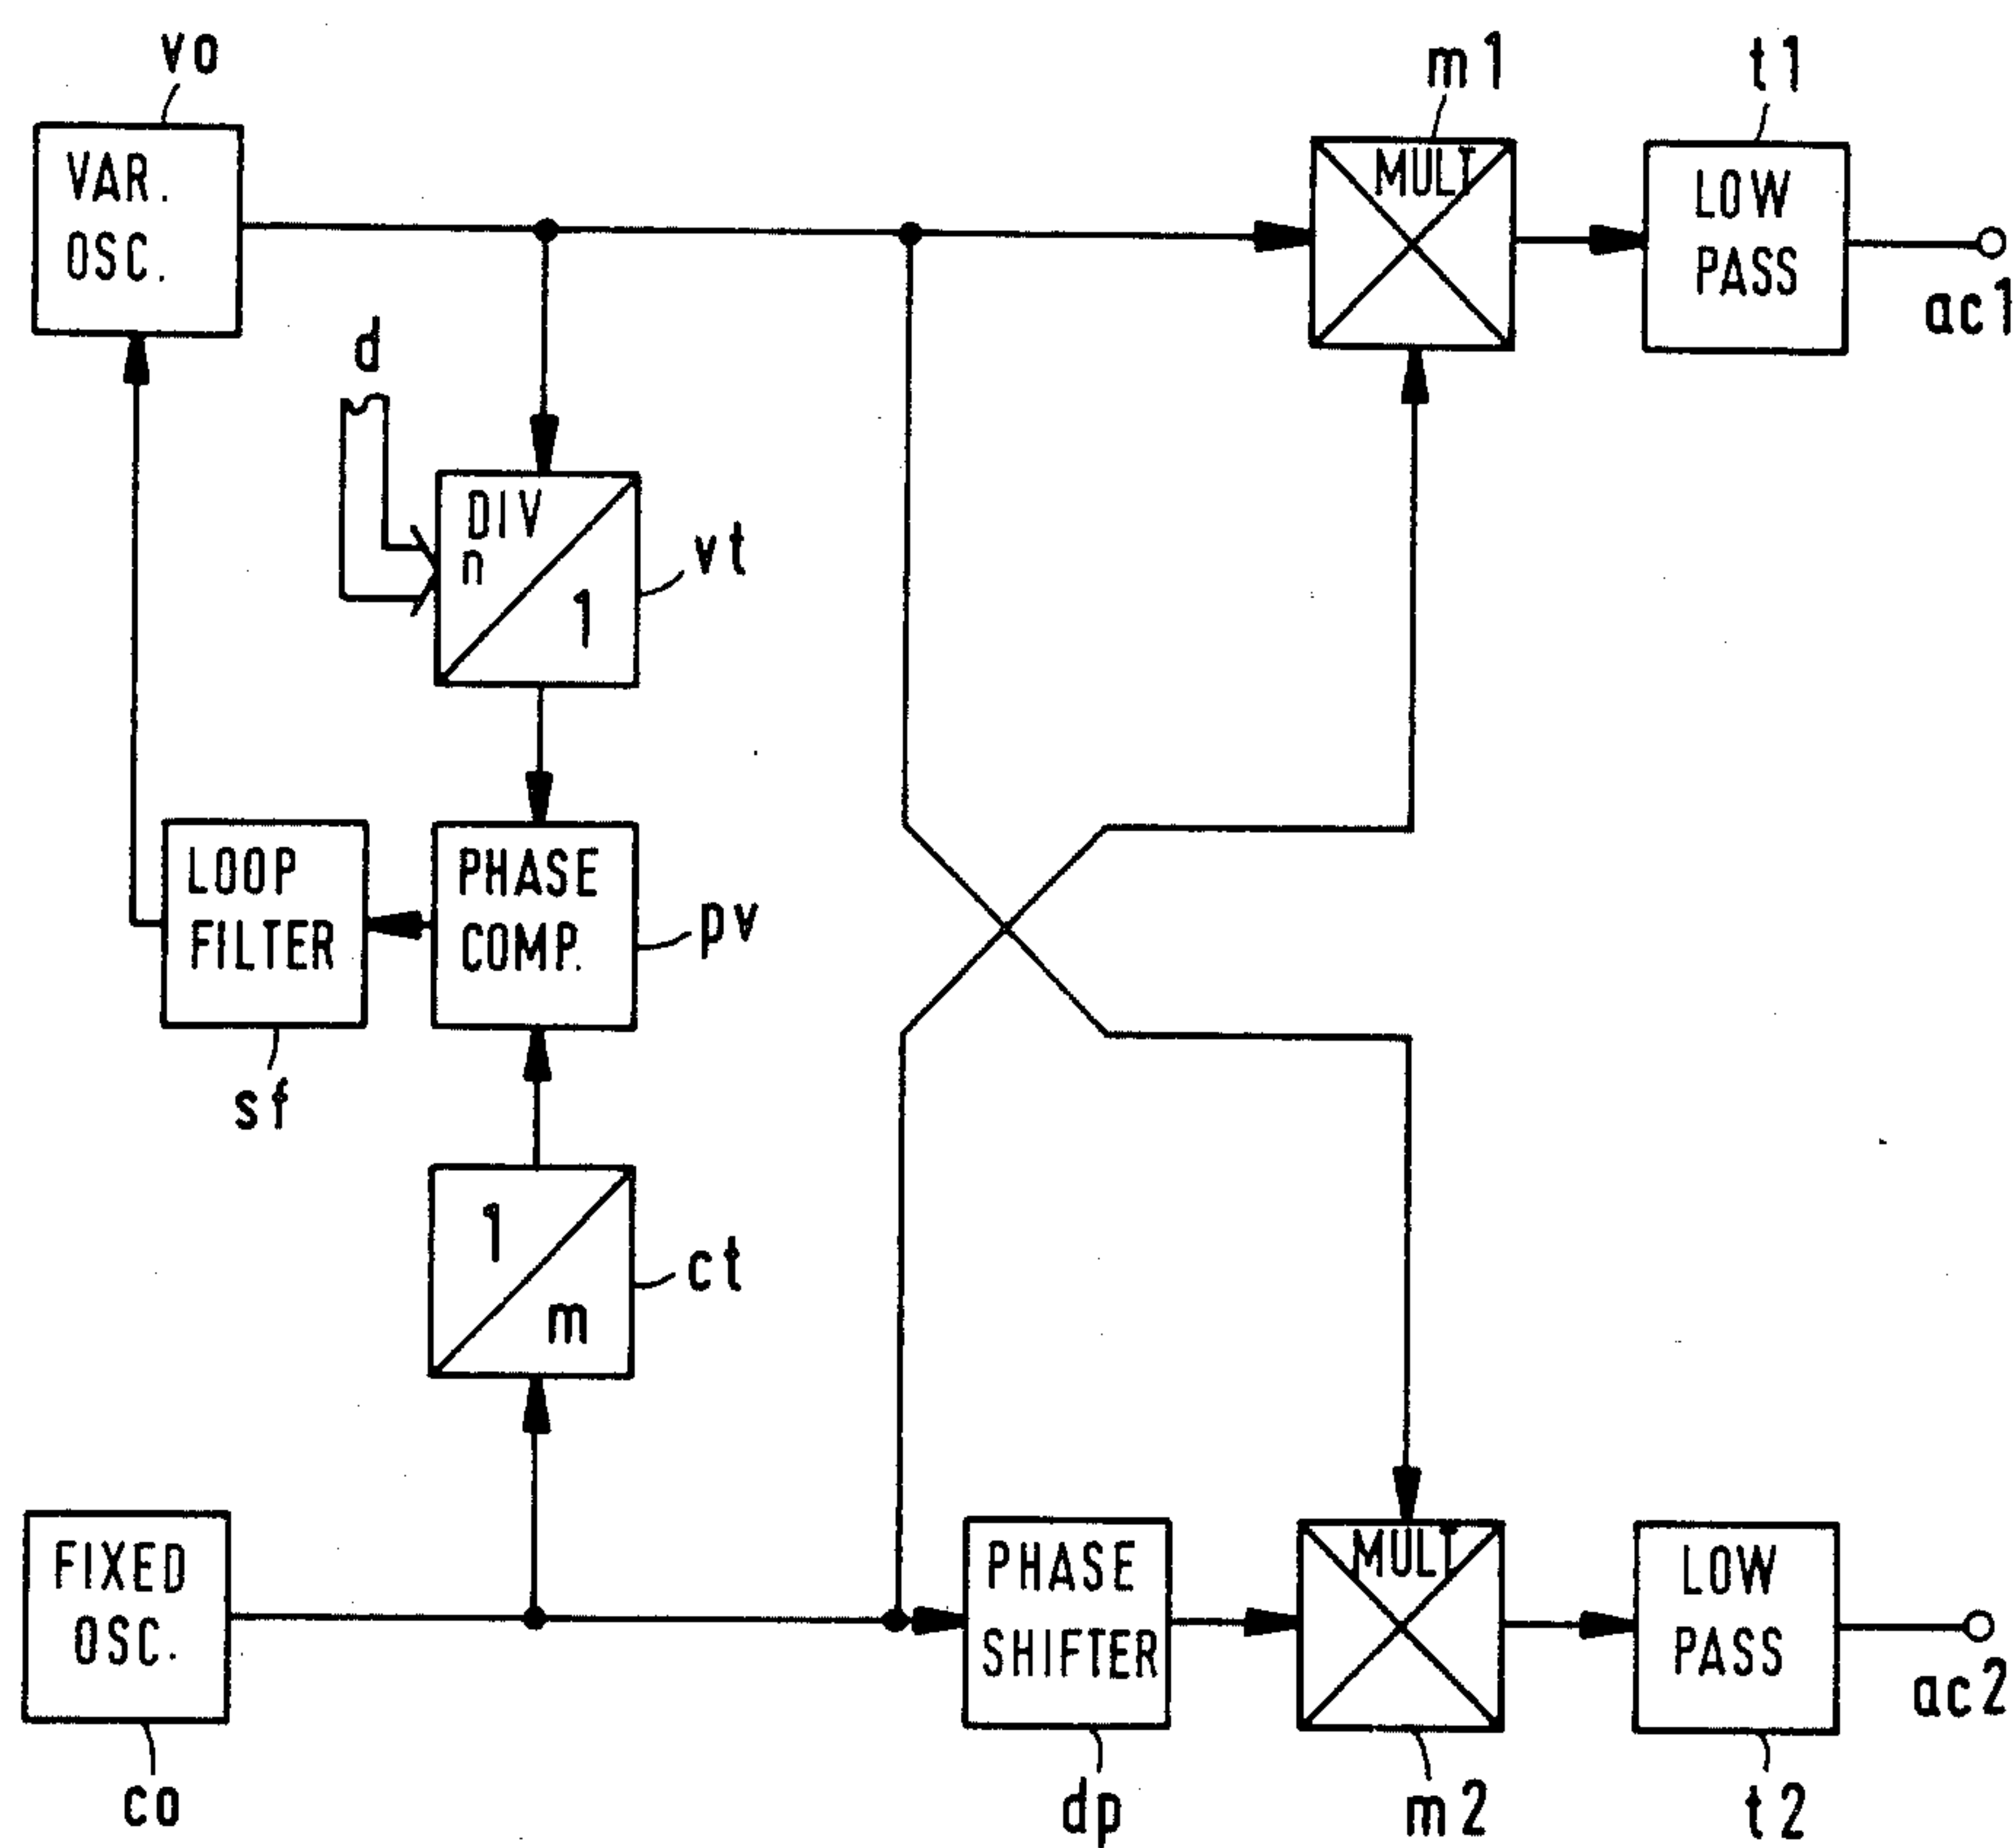 vo
m1
t1
VAR.
OSC.
MULT
LOW
PASS
ac1
d
DIV
n
1
vt
LOOP
FILTER
PHASE
COMP.
pv
sf
1
m
ct
FIXED
OSC.
PHASE
SHIFTER
MULT
LOW
PASS
ac2
co
dp
m2
t2